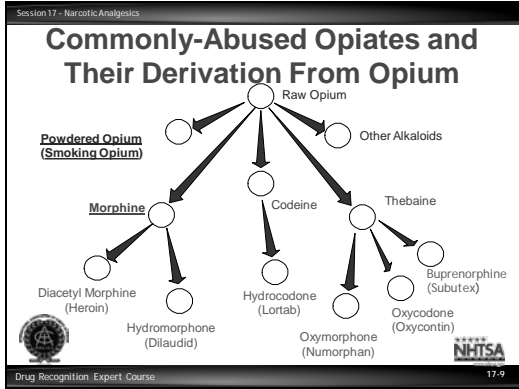 Session 17 - Narcotic Analgesics
Commonly-Abused Opiates and
Their Derivation From Opium
Raw Opium
Powdered Opium
(Smoking Opium)
Other Alkaloids
Morphine
Codeine
Thebaine
Diacetyl Morphine
(Heroin)
Hydromorphone
(Dilaudid)
Hydrocodone
(Lortab)
Oxymorphone
(Numorphan)
Oxycodone
(Oxycontin)
Buprenorphine
(Subutex)
NHTSA
Drug Recognition Expert Course
17-9